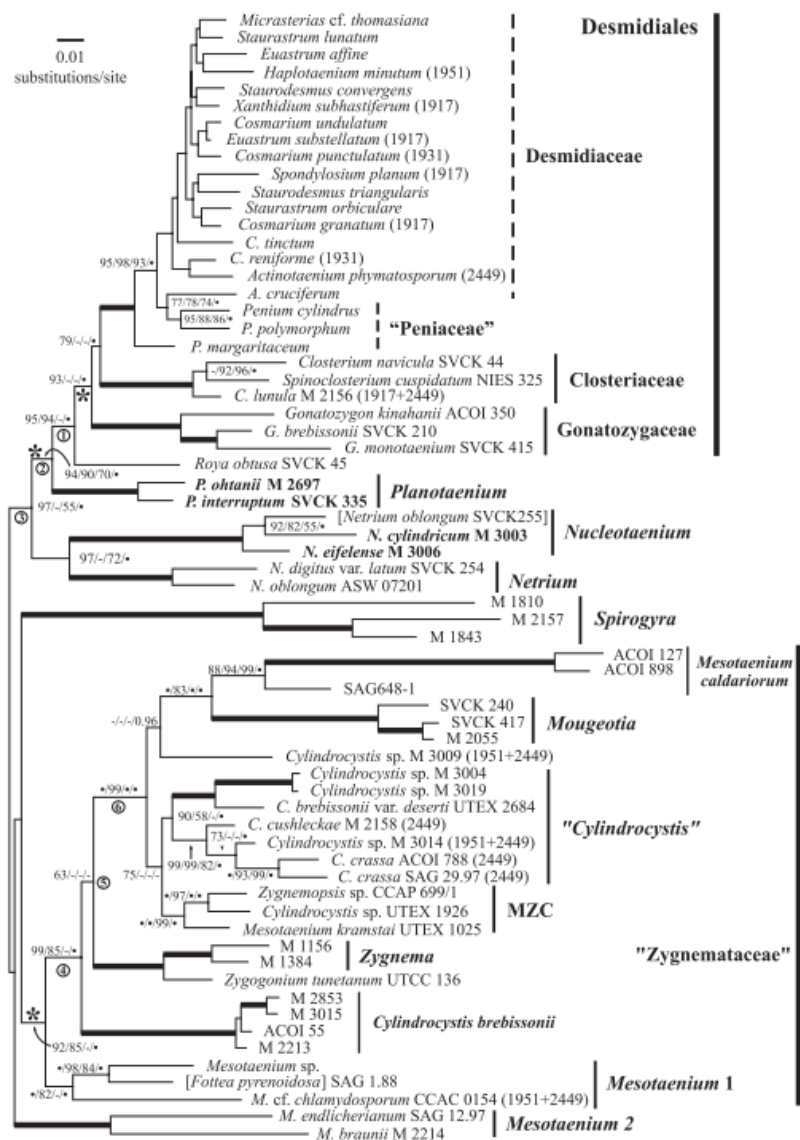 Micrasterias cf. thomasiana
Desmidiales
Staurastrum lunatum
0.01
substitutions/site
Euastrum affine
Haplotaenium minutum (1951)
Staurodesmus convergens
Xanthidium subhastiferum (1917)
Cosmarium undulatum
Euastrum substellatum (1917)
Cosmarium punctulatum (1931)
Desmidiaceae
Spondylosium planum (1917)
Staurodesmus triangularis
Staurastrum orbiculare
Cosmarium granatum (1917)
C. tinctum
95/98/93/•
C. reniforme (1931)
Actinotaenium phymatosporum (2449)
A. cruciferum
77/78/74/•
Penium cylindrus
95/88/86/•
P. polymorphum
“Peniaceae”
79/-/-/•
P. margaritaceum
Closterium navicula SVCK 44
-/92/96/•
93/-/-/•
Spinoclosterium cuspidatum NIES 325
Closteriaceae
C. lunula M 2156 (1917+2449)
*
95/94/-/•
Gonatozygon kinahanii ACOI 350
①
G. brebissonii SVCK 210
Gonatozygaceae
*
G. monotaenium SVCK 415
②
Roya obtusa SVCK 45
94/90/70/•
P. ohtanii M 2697
97/-/55/•
P. interruptum SVCK 335
Planotaenium
③
[Netrium oblongum SVCK255]
92/82/55/•
N. cylindricum M 3003
Nucleotaenium
97/-/72/•
N. eifelense M 3006
N. digitus var. latum SVCK 254
N. oblongum ASW 07201
Netrium
M 1810
M 2157
Spirogyra
M 1843
ACOI 127
88/94/99/•
ACOI 898
Mesotaenium
caldariorum
•/83/•/•
SAG648-1
SVCK 240
-/-/-/0.96
SVCK 417
Mougeotia
M 2055
Cylindrocystis sp. M 3009 (1951+2449)
•/99/•/•
Cylindrocystis sp. M 3004
⑥
Cylindrocystis sp. M 3019
C. brebissonii var. deserti UTEX 2684
90/58/-/•
C. cushleckae M 2158 (2449)
"Cylindrocystis"
73/-/-/•
Cylindrocystis sp. M 3014 (1951+2449)
99/99/82/•
C. crassa ACOI 788 (2449)
63/-/-/-
75/-/-/-
•/93/99/•
C. crassa SAG 29.97 (2449)
⑤
•/97/•/•
Zygnemopsis sp. CCAP 699/1
Cylindrocystis sp. UTEX 1926
MZC
•/•/99/•
Mesotaenium kramstai UTEX 1025
99/85/-/•
M 1156
"Zygnemataceae"
M 1384
Zygnema
④
Zygogonium tunetanum UTCC 136
M 2853
*
M 3015
Cylindrocystis brebissonii
ACOI 55
M 2213
92/85/-/•
•/98/84/•
Mesotaenium sp.
[Fottea pyrenoidosa] SAG 1.88
Mesotaenium 1
•/82/-/•
M. cf. chlamydosporum CCAC 0154 (1951+2449)
M. endlicherianum SAG 12.97
Mesotaenium 2
M. braunii M 2214